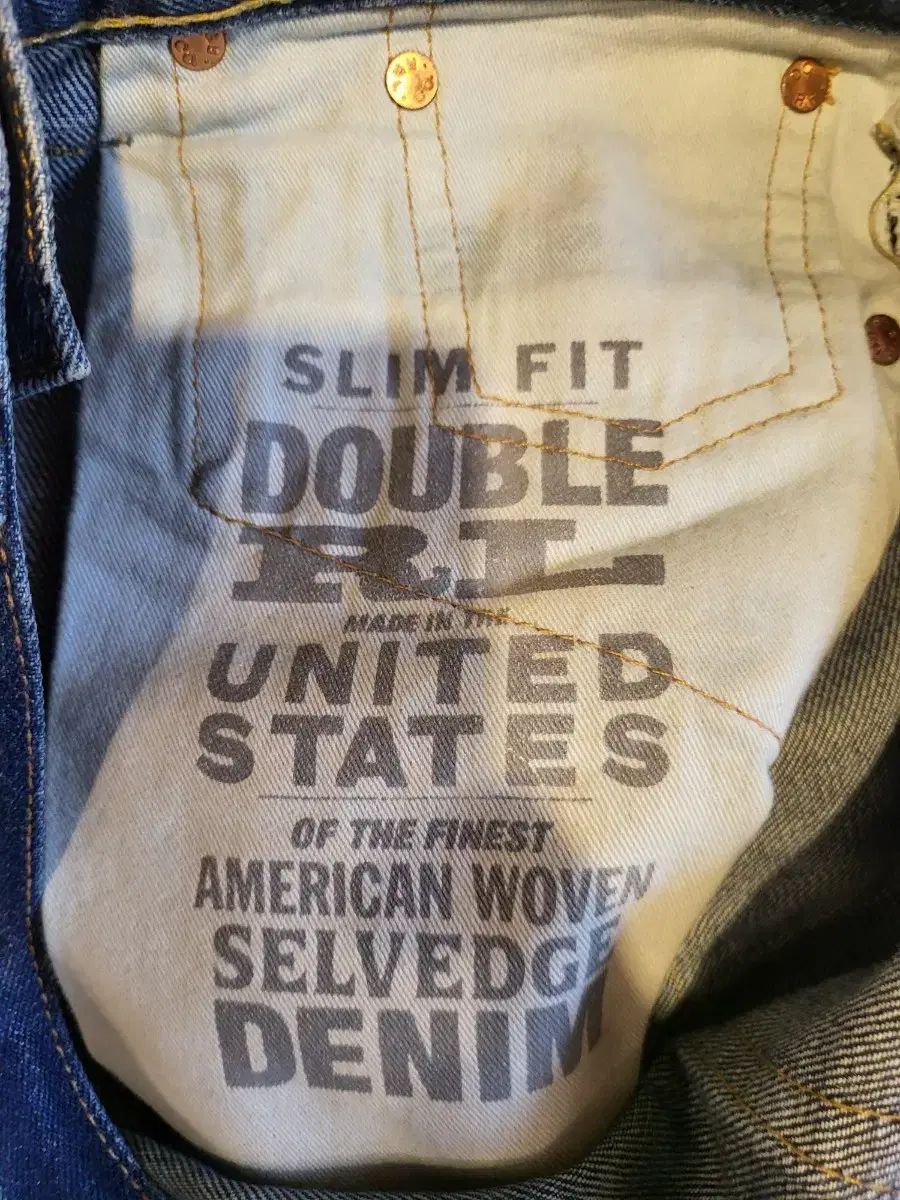 SLIM FIT
DOUBLE
RL
MADE IN THE
UNITED
STATES
OF THE FINEST
AMERICAN WOVEN
SELVEDGE
DENIM